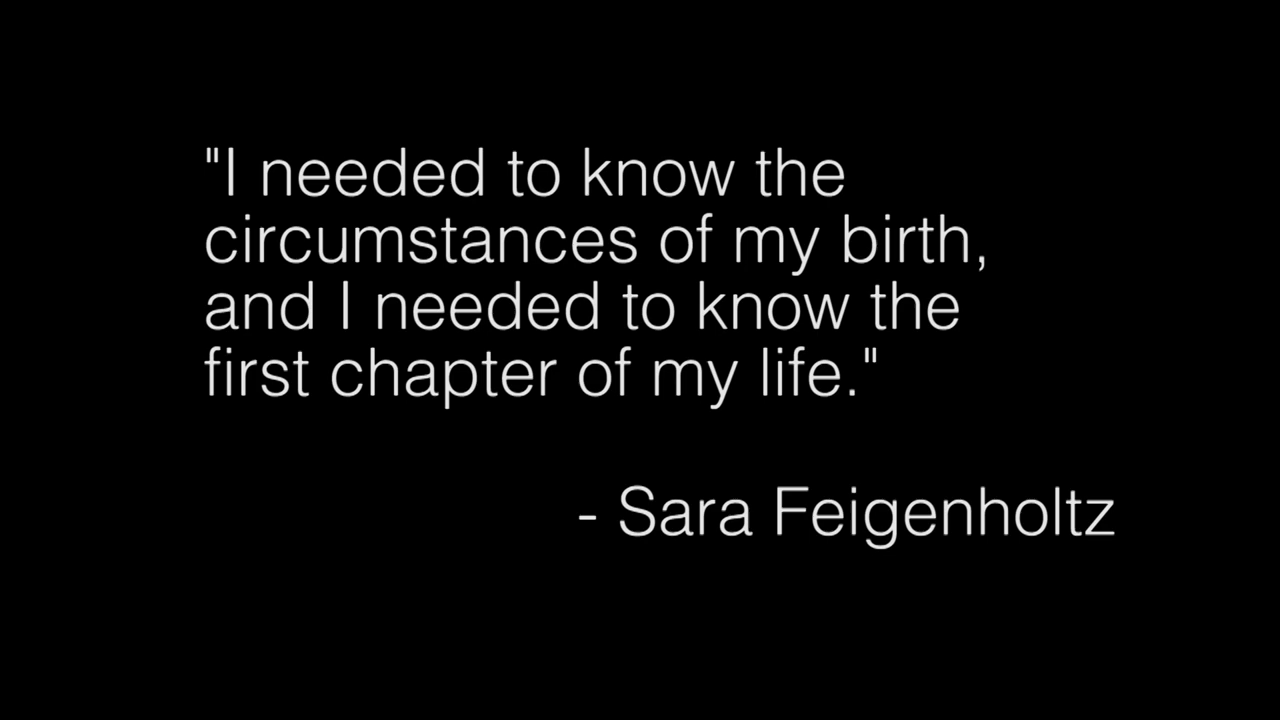 "I needed to know the
circumstances of my birth,
and I needed to know the
first chapter of my life."
- Sara Feigenholtz